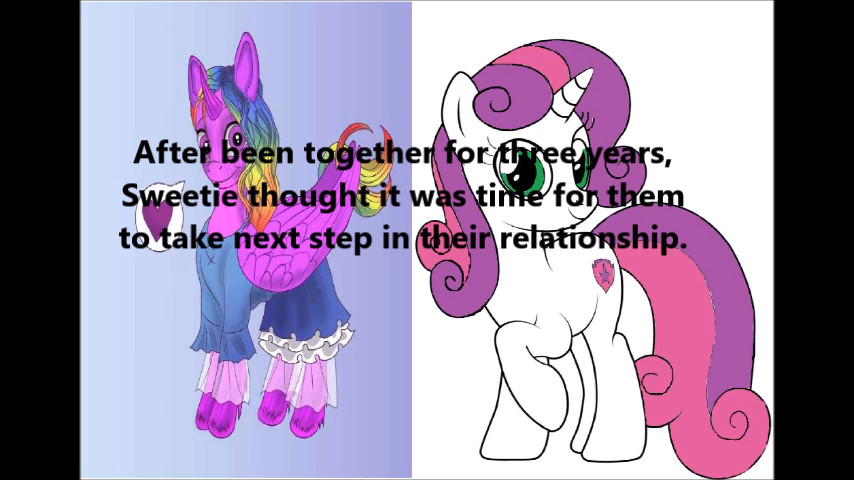 After been together for three years,
Sweetie thought it was time for them
to take next step in their relationship.